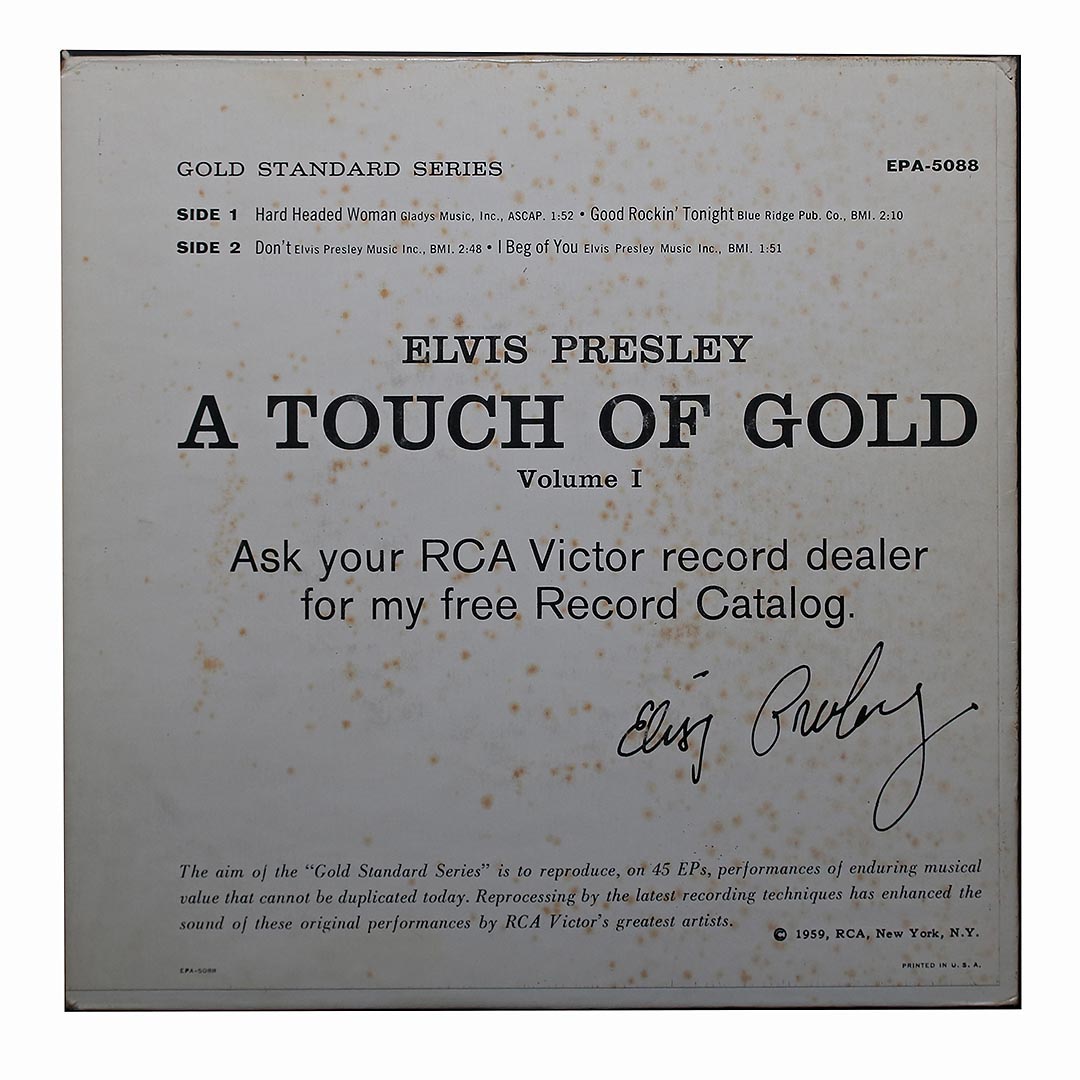 GOLD STANDARD SERIES EPA-5088
SIDE 1 Hard Headed Woman Gladys Music, Inc., ASCAP. 1:52 • Good Rockin' Tonight Blue Ridge Pub. Co., BMI. 2:10
SIDE 2 Don't Elvis Presley Music Inc., BMI. 2:48 • I Beg of You Elvis Presley Music Inc., BMI. 1:51
ELVIS PRESLEY
A TOUCH OF GOLD
Volume I
Ask your RCA Victor record dealer
for my free Record Catalog.
Elvis Presley
The aim of the “Gold Standard Series” is to reproduce, on 45 EPs, performances of enduring musical
value that cannot be duplicated today. Reprocessing by the latest recording techniques has enhanced the
sound of these original performances by RCA Victor's greatest artists.
© 1959, RCA, New York, N.Y.
EPA-5088 PRINTED IN U. S. A.